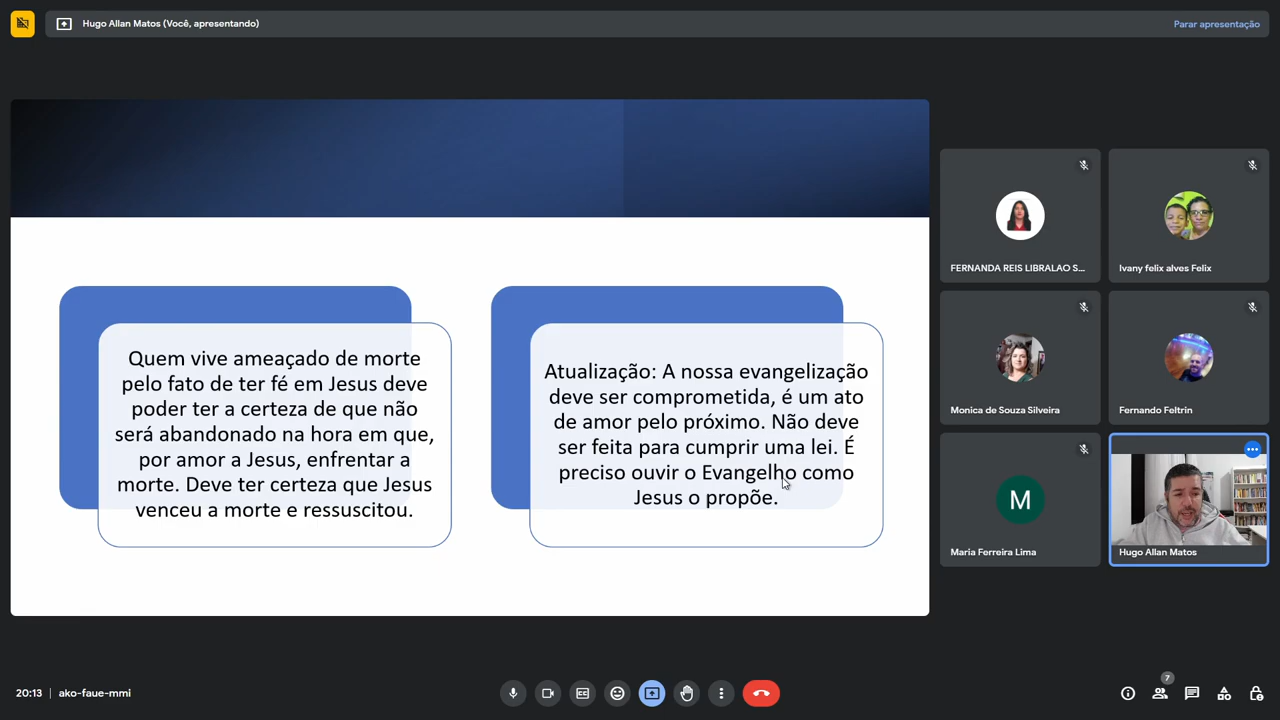 Hugo Allan Matos (Você, apresentando)
Parar apresentação
Quem vive ameaçado de morte
pelo fato de ter fé em Jesus deve
poder ter a certeza de que não
será abandonado na hora em que,
por amor a Jesus, enfrentar a
morte. Deve ter certeza que Jesus
venceu a morte e ressuscitou.
Atualização: A nossa evangelização
deve ser comprometida, é um ato
de amor pelo próximo. Não deve
ser feita para cumprir uma lei. É
preciso ouvir o Evangelho como
Jesus o propõe.
FERNANDA REIS LIBRALAO S...
Ivany felix alves Felix
Monica de Souza Silveira
Fernando Feltrin
M
Maria Ferreira Lima
Hugo Allan Matos
20:13 | ako-faue-mmi
7